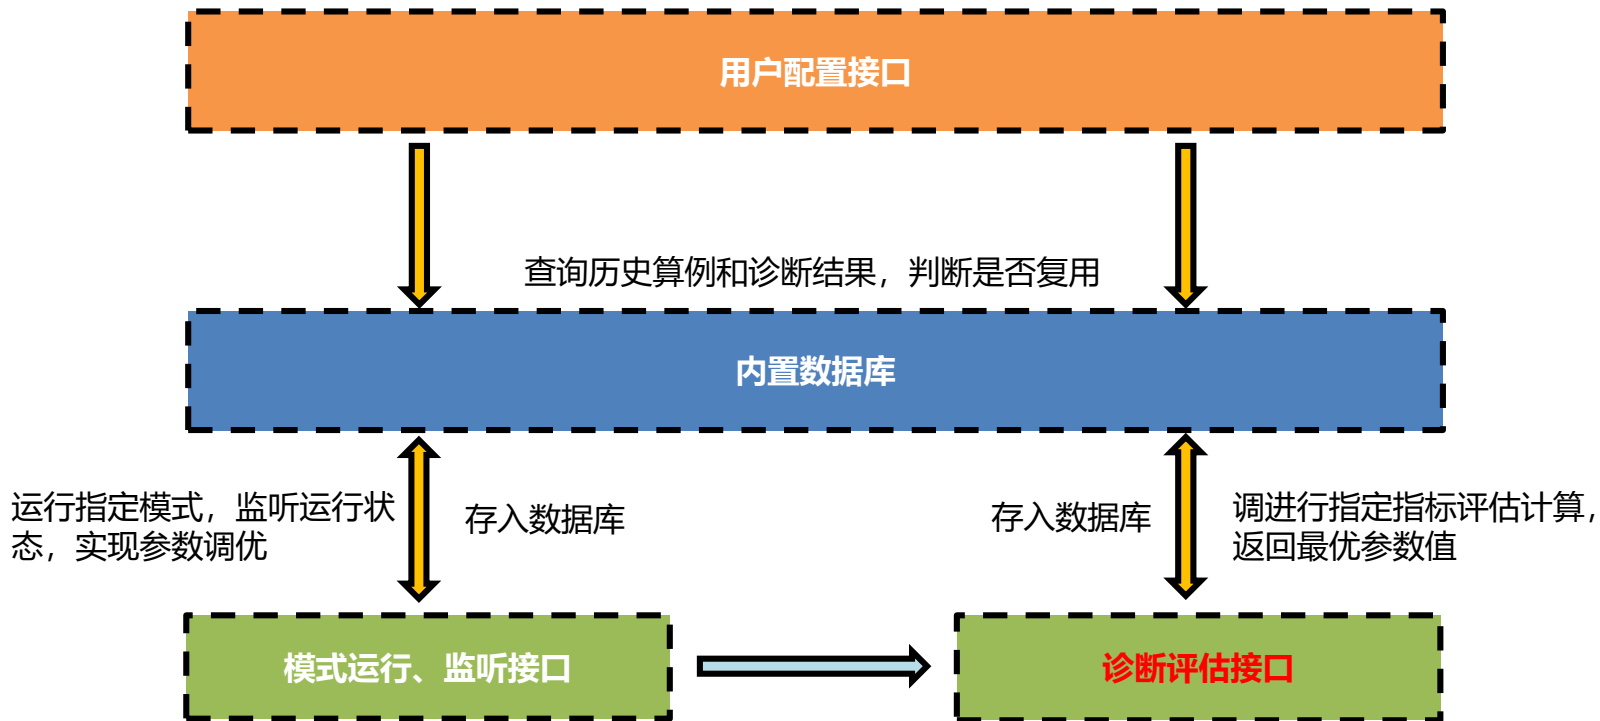 用户配置接口
查询历史算例和诊断结果，判断是否复用
内置数据库
运行指定模式，监听运行状
态，实现参数调优
存入数据库
存入数据库
调进行指定指标评估计算，
返回最优参数值
模式运行、监听接口
诊断评估接口